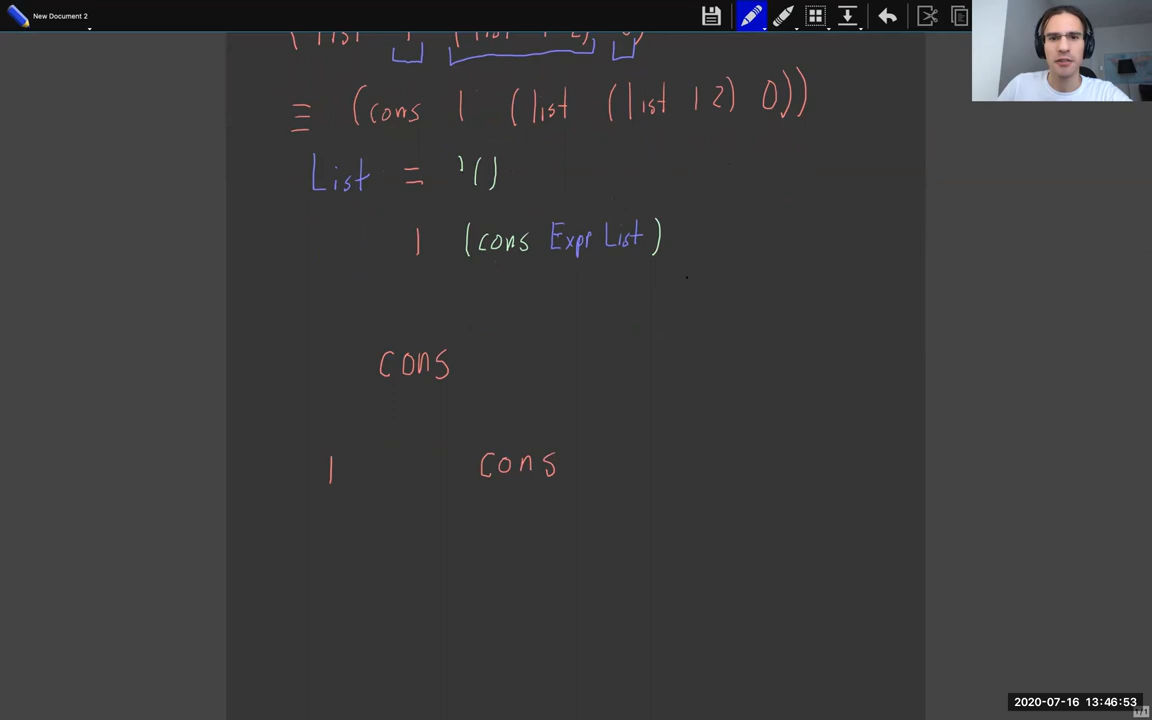 New Document 2
≡ (cons 1 (list (list 1 2) 0))
List = '()
| (cons Expr List)
cons
1 cons
2020-07-16 13:46:53